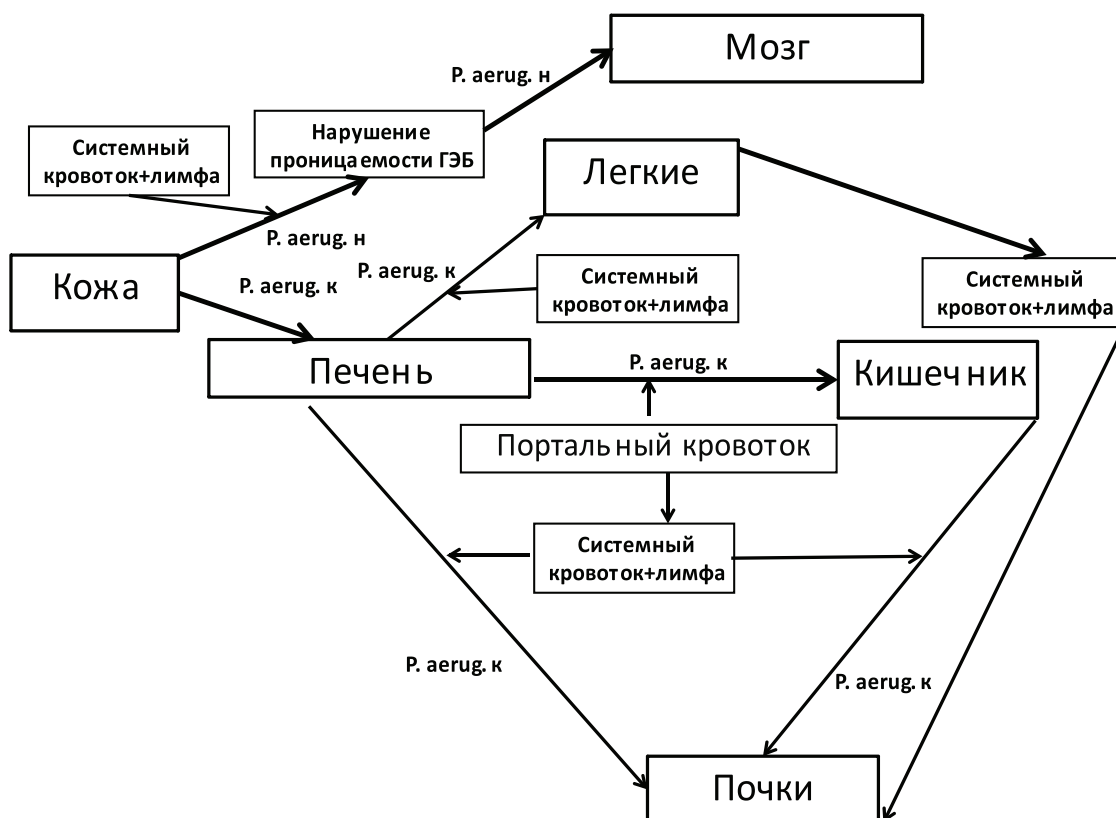 Мозг
P. aerug. н
Нарушение
проницаемости ГЭБ
Системный
кровоток+лимфа
Легкие
P. aerug. н
Кожа
P. aerug. к
P. aerug. к
Системный
кровоток+лимфа
Системный
кровоток+лимфа
Печень
P. aerug. к
Кишечник
Портальный кровоток
Системный
кровоток+лимфа
P. aerug. к
P. aerug. к
Почки